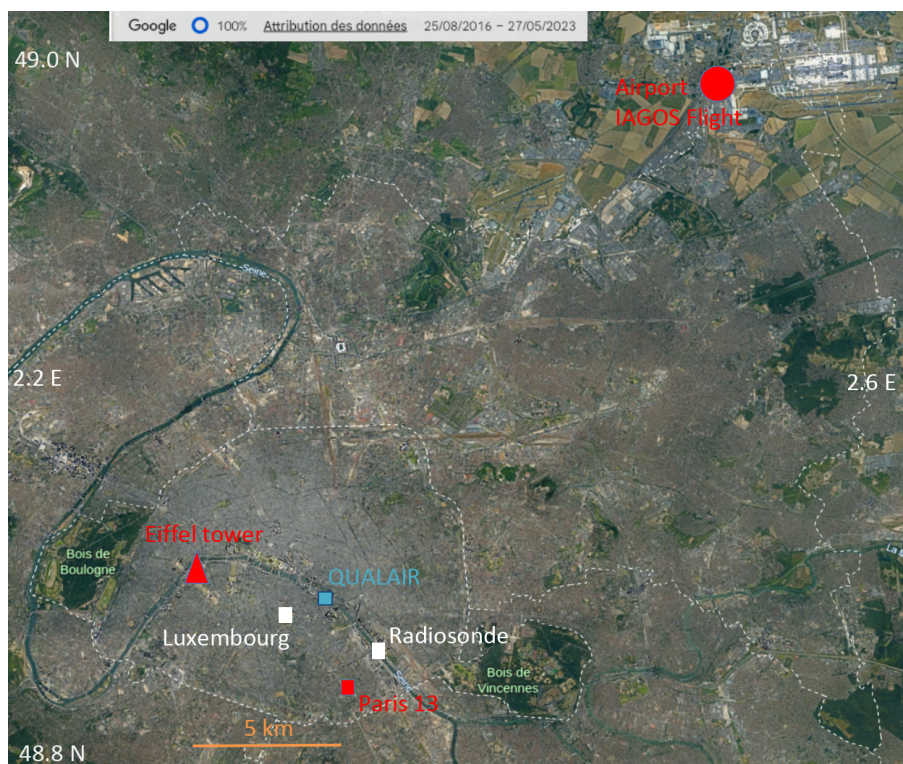 Google 100% Attribution des données 25/08/2016 – 27/05/2023
49.0 N
Airport
IAGOS Flight
Seine
2.2 E
2.6 E
Eiffel tower
Bois de
Boulogne
QUALAIR
Luxembourg
Radiosonde
Bois de
Vincennes
Seine
Paris 13
5 km
48.8 N